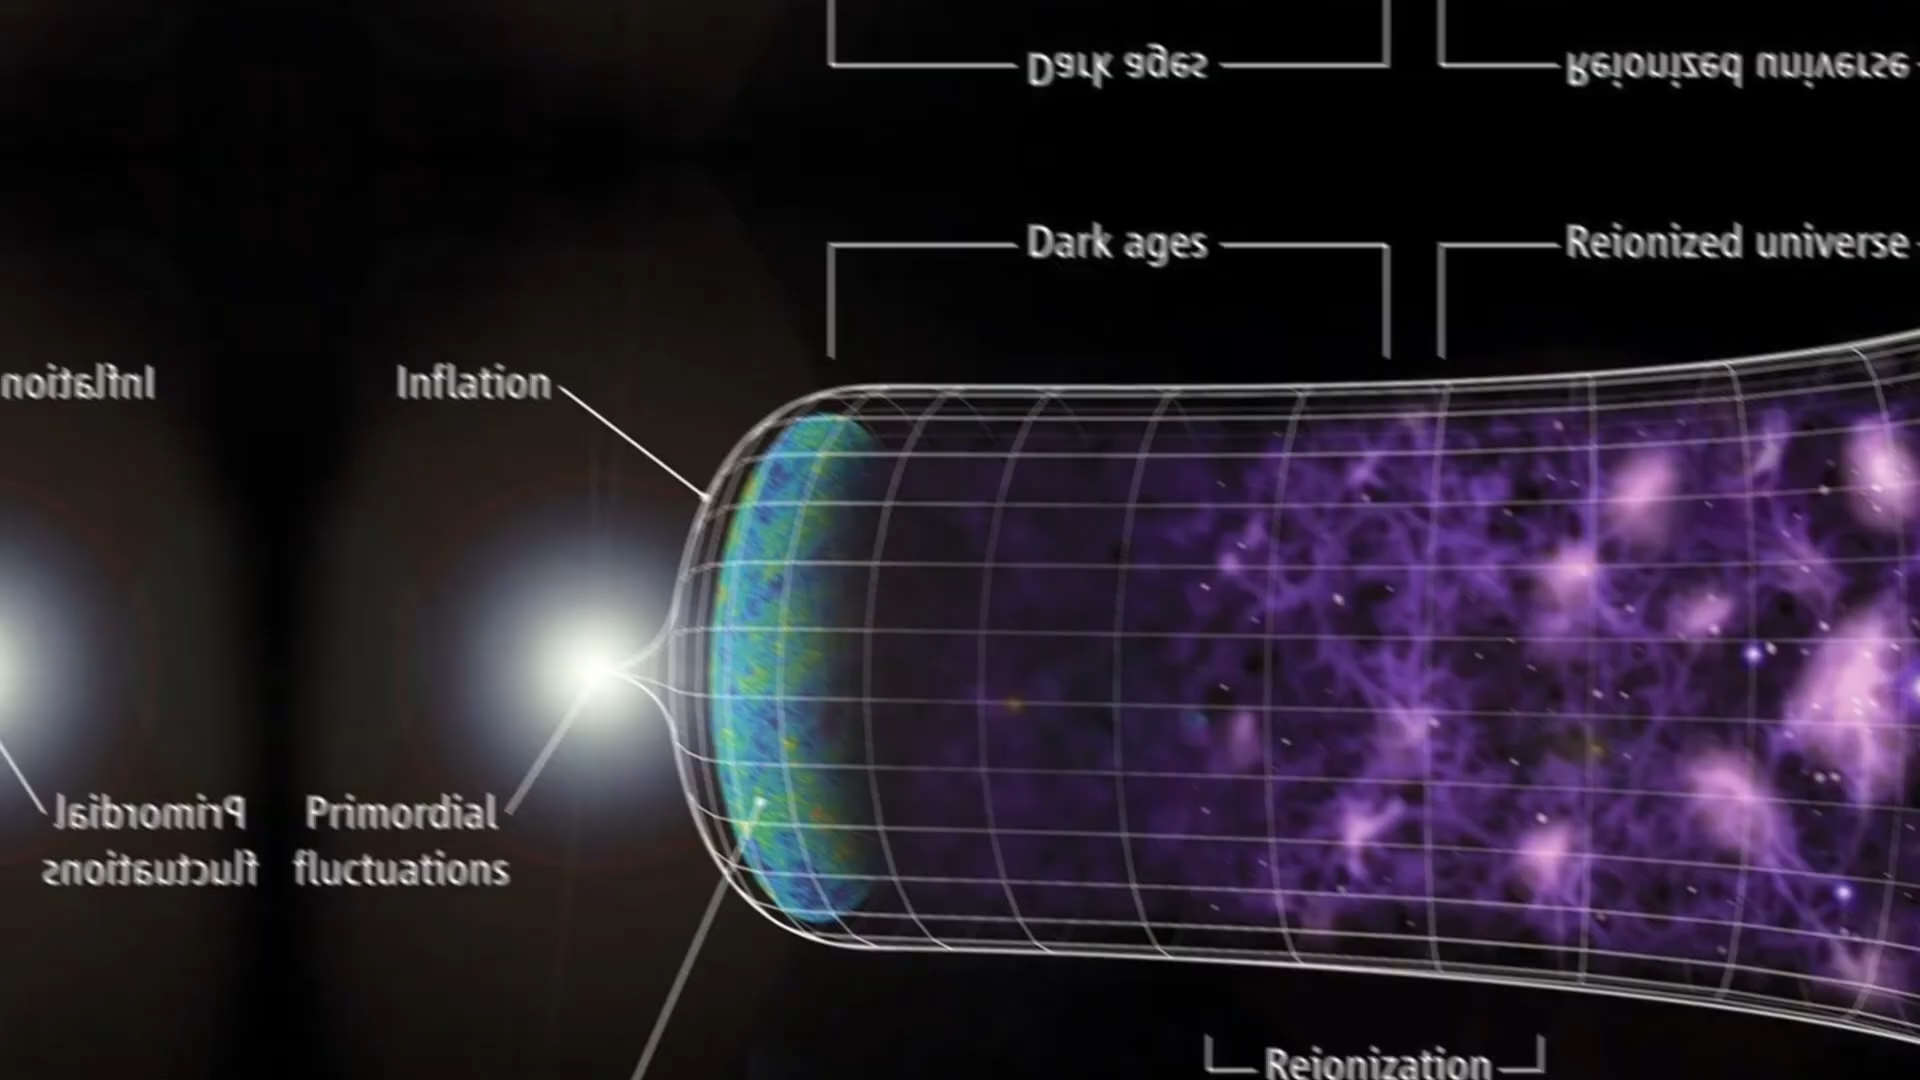 Dark ages
Reionized universe
Dark ages
Reionized universe
Inflation
Inflation
Primordial
fluctuations
Primordial
fluctuations
Reionization